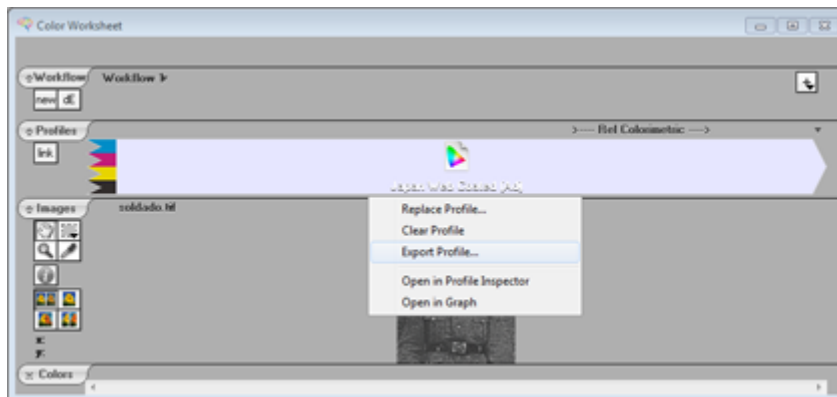 Color Worksheet
Workflow
Workflow
new dE
Profiles
Rel Colorimetric
link
Japan Web Coated (Ad)
Images
soldado.tif
Replace Profile...
Clear Profile
Export Profile...
Open in Profile Inspector
Open in Graph
x:
y:
Colors